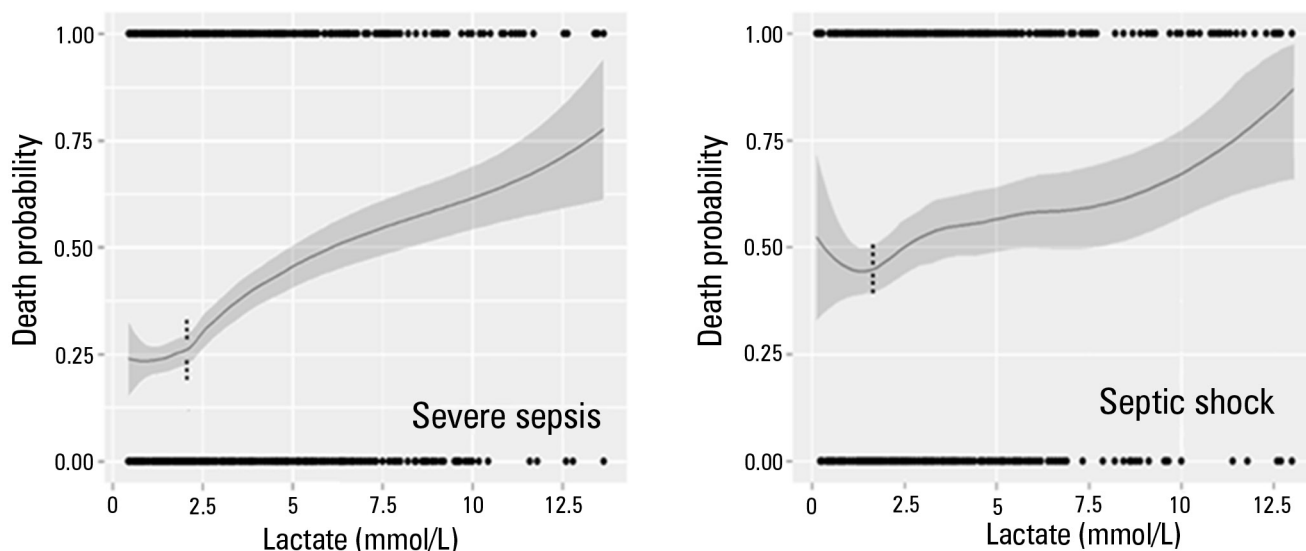 1.00
0.75
0.50
0.25
0.00
Death probability
Severe sepsis
0 2.5 5 7.5 10 12.5
Lactate (mmol/L)
1.00
0.75
0.50
0.25
0.00
Death probability
Septic shock
0 2.5 5 7.5 10 12.5
Lactate (mmol/L)